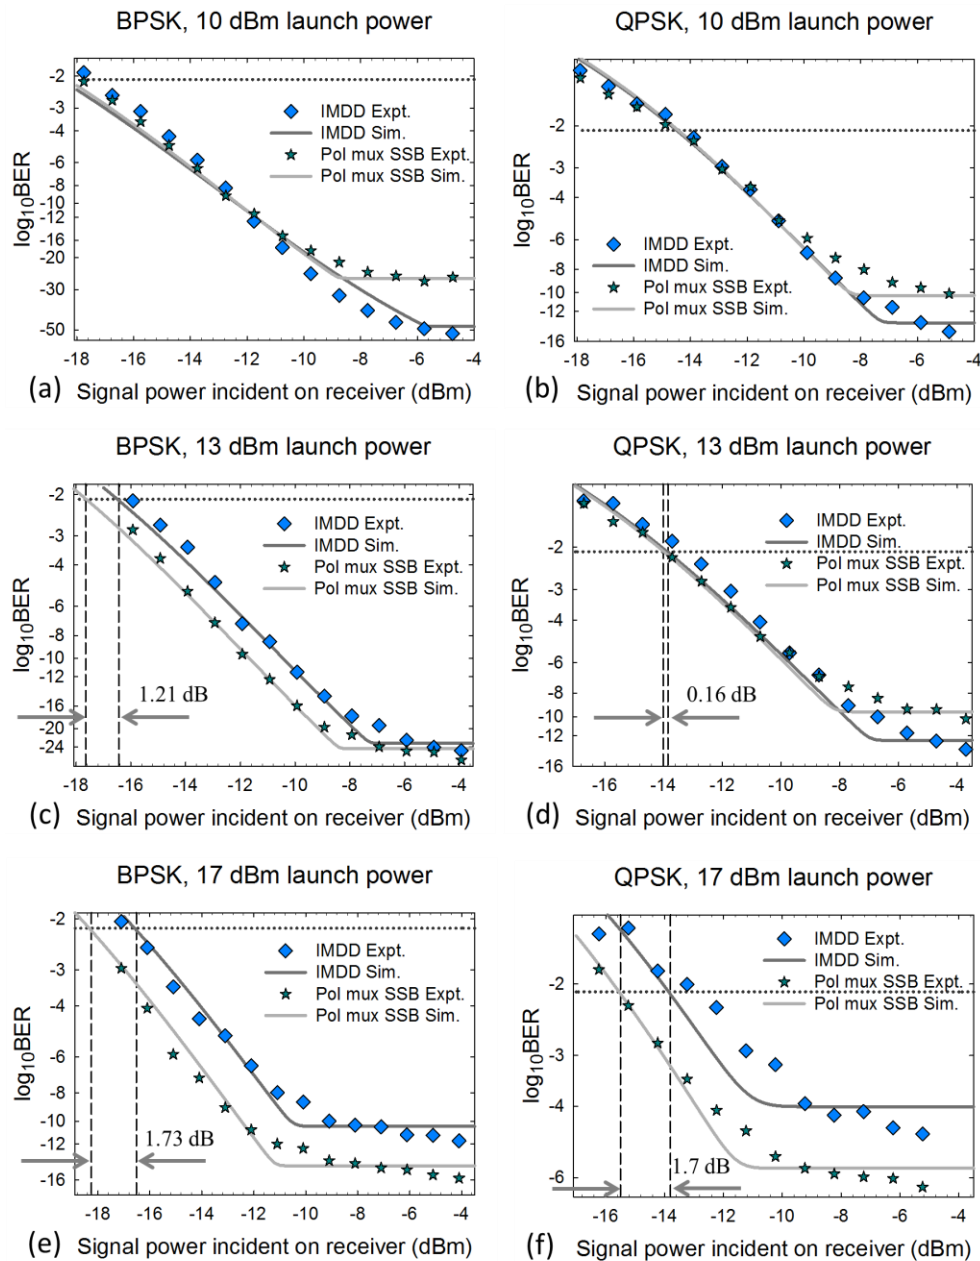 BPSK, 10 dBm launch power
log10BER
-2
-3
-4
-6
-8
-12
-16
-20
-30
-50
IMDD Expt.
IMDD Sim.
Pol mux SSB Expt.
Pol mux SSB Sim.
-18 -16 -14 -12 -10 -8 -6 -4
(a) Signal power incident on receiver (dBm)
QPSK, 10 dBm launch power
log10BER
-2
-3
-4
-6
-8
-10
-12
-16
IMDD Expt.
IMDD Sim.
Pol mux SSB Expt.
Pol mux SSB Sim.
-18 -16 -14 -12 -10 -8 -6 -4
(b) Signal power incident on receiver (dBm)
BPSK, 13 dBm launch power
log10BER
-2
-3
-4
-6
-8
-10
-12
-16
-20
-24
IMDD Expt.
IMDD Sim.
Pol mux SSB Expt.
Pol mux SSB Sim.
1.21 dB
-18 -16 -14 -12 -10 -8 -6 -4
(c) Signal power incident on receiver (dBm)
QPSK, 13 dBm launch power
log10BER
-2
-3
-4
-6
-8
-10
-12
-16
IMDD Expt.
IMDD Sim.
Pol mux SSB Expt.
Pol mux SSB Sim.
0.16 dB
-16 -14 -12 -10 -8 -6 -4
(d) Signal power incident on receiver (dBm)
BPSK, 17 dBm launch power
log10BER
-2
-3
-4
-6
-8
-10
-12
-16
IMDD Expt.
IMDD Sim.
Pol mux SSB Expt.
Pol mux SSB Sim.
1.73 dB
-18 -16 -14 -12 -10 -8 -6 -4
(e) Signal power incident on receiver (dBm)
QPSK, 17 dBm launch power
log10BER
-2
-3
-4
-6
IMDD Expt.
IMDD Sim.
Pol mux SSB Expt.
Pol mux SSB Sim.
1.7 dB
-16 -14 -12 -10 -8 -6 -4
(f) Signal power incident on receiver (dBm)